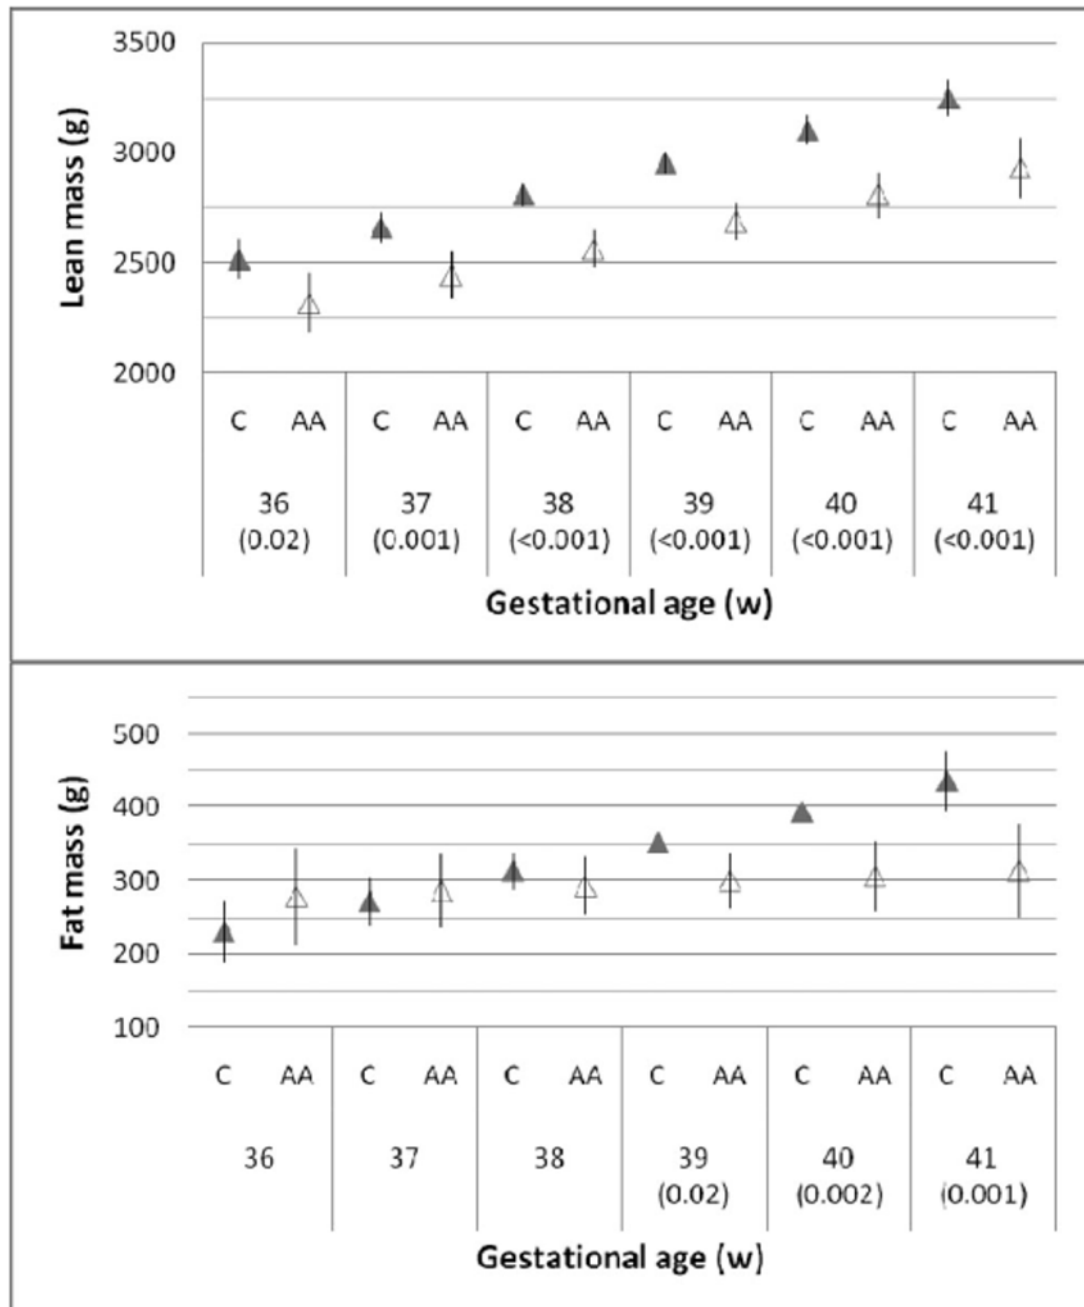 3500
3000
2500
2000
Lean mass (g)
C AA C AA C AA C AA C AA C AA
36 37 38 39 40 41
(0.02) (0.001) (<0.001) (<0.001) (<0.001) (<0.001)
Gestational age (w)
500
400
300
200
100
Fat mass (g)
C AA C AA C AA C AA C AA C AA
36 37 38 39 40 41
(0.02) (0.002) (0.001)
Gestational age (w)